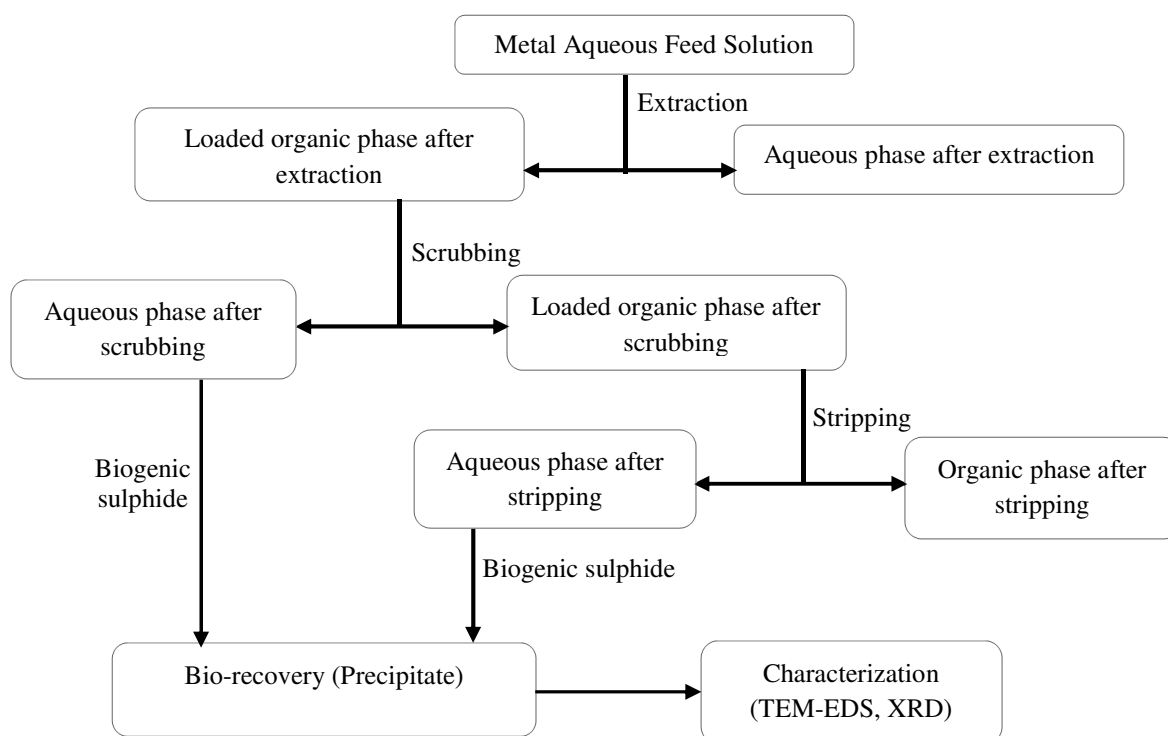 Metal Aqueous Feed Solution
Extraction
Loaded organic phase after
extraction
Aqueous phase after extraction
Scrubbing
Aqueous phase after
scrubbing
Loaded organic phase after
scrubbing
Stripping
Biogenic
sulphide
Aqueous phase after
stripping
Organic phase after
stripping
Biogenic sulphide
Bio-recovery (Precipitate)
Characterization
(TEM-EDS, XRD)